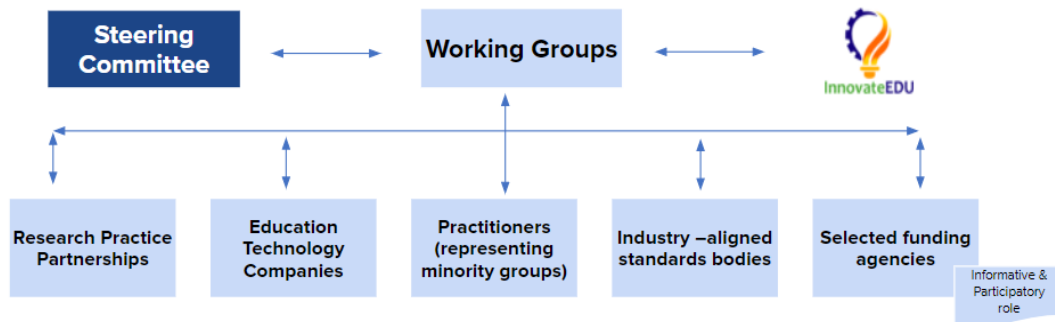 Steering
Committee
Working Groups
InnovateEDU
Research Practice
Partnerships
Education
Technology
Companies
Practitioners
(representing
minority groups)
Industry –aligned
standards bodies
Selected funding
agencies
Informative &
Participatory
role